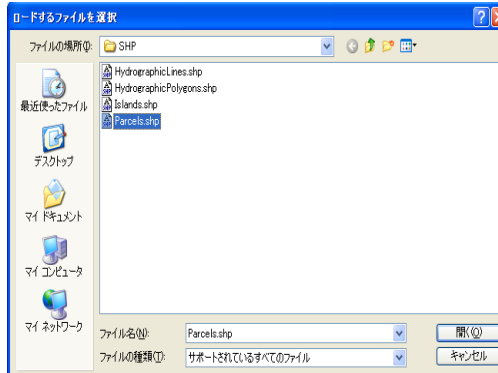 ロードするファイルを選択
ファイルの場所(I):
SHP
最近使ったファイル
デスクトップ
マイ ドキュメント
マイ コンピュータ
マイ ネットワーク
HydrographicLines.shp
HydrographicPolygons.shp
Islands.shp
Parcels.shp
ファイル名(N):
Parcels.shp
開く(O)
ファイルの種類(T):
サポートされているすべてのファイル
キャンセル